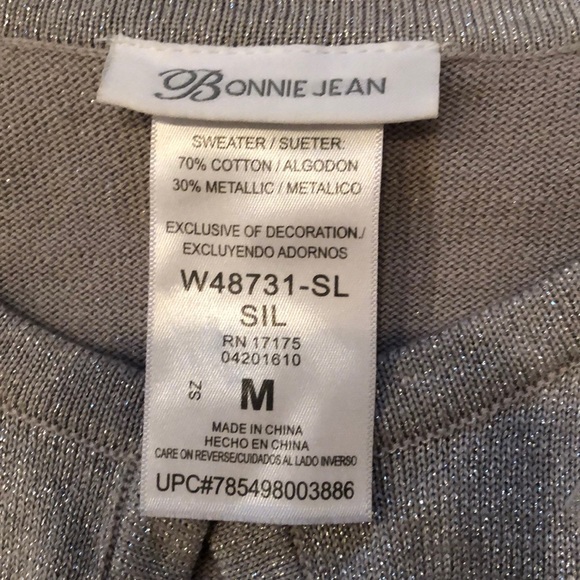 BONNIE JEAN
SWEATER / SUETER:
70% COTTON / ALGODON
30% METALLIC / METALICO
EXCLUSIVE OF DECORATION./
EXCLUYENDO ADORNOS
W48731-SL
SIL
RN 17175
04201610
SZ M
MADE IN CHINA
HECHO EN CHINA
CARE ON REVERSE/CUIDADOS AL LADO INVERSO
UPC#785498003886